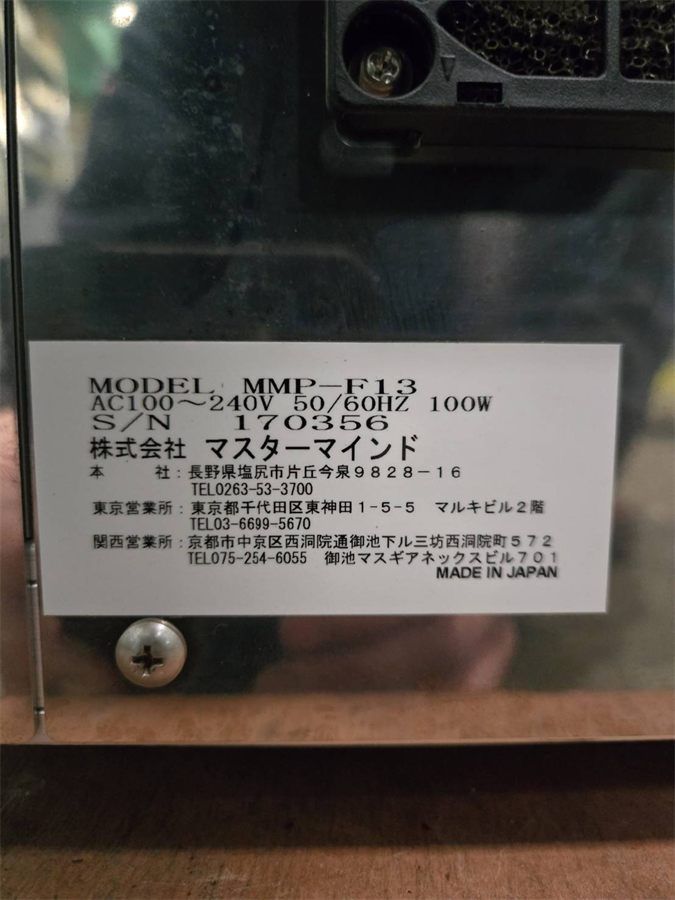 MODEL MMP-F13
AC100～240V 50/60HZ 100W
S/N 170356
株式会社 マスターマインド
本 社：長野県塩尻市片丘今泉９８２８－１６
TEL0263-53-3700
東京営業所：東京都千代田区東神田１-５-５ マルキビル２階
TEL03-6699-5670
関西営業所：京都市中京区西洞院通御池下ル三坊西洞院町５７２
TEL075-254-6055 御池マスギアネックスビル７０１
MADE IN JAPAN